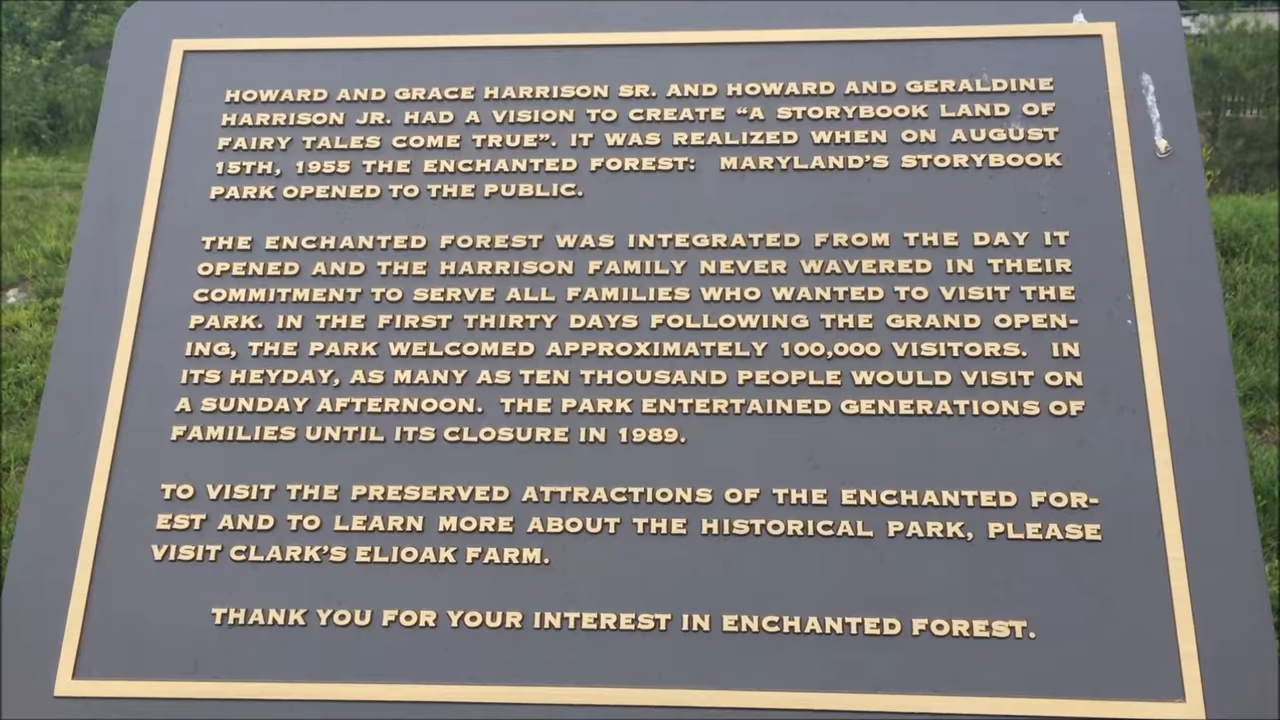 HOWARD AND GRACE HARRISON SR. AND HOWARD AND GERALDINE
HARRISON JR. HAD A VISION TO CREATE “A STORYBOOK LAND OF
FAIRY TALES COME TRUE”. IT WAS REALIZED WHEN ON AUGUST
15TH, 1955 THE ENCHANTED FOREST: MARYLAND’S STORYBOOK
PARK OPENED TO THE PUBLIC.
THE ENCHANTED FOREST WAS INTEGRATED FROM THE DAY IT
OPENED AND THE HARRISON FAMILY NEVER WAVERED IN THEIR
COMMITMENT TO SERVE ALL FAMILIES WHO WANTED TO VISIT THE
PARK. IN THE FIRST THIRTY DAYS FOLLOWING THE GRAND OPEN-
ING, THE PARK WELCOMED APPROXIMATELY 100,000 VISITORS. IN
ITS HEYDAY, AS MANY AS TEN THOUSAND PEOPLE WOULD VISIT ON
A SUNDAY AFTERNOON. THE PARK ENTERTAINED GENERATIONS OF
FAMILIES UNTIL ITS CLOSURE IN 1989.
TO VISIT THE PRESERVED ATTRACTIONS OF THE ENCHANTED FOR-
EST AND TO LEARN MORE ABOUT THE HISTORICAL PARK, PLEASE
VISIT CLARK’S ELIOAK FARM.
THANK YOU FOR YOUR INTEREST IN ENCHANTED FOREST.